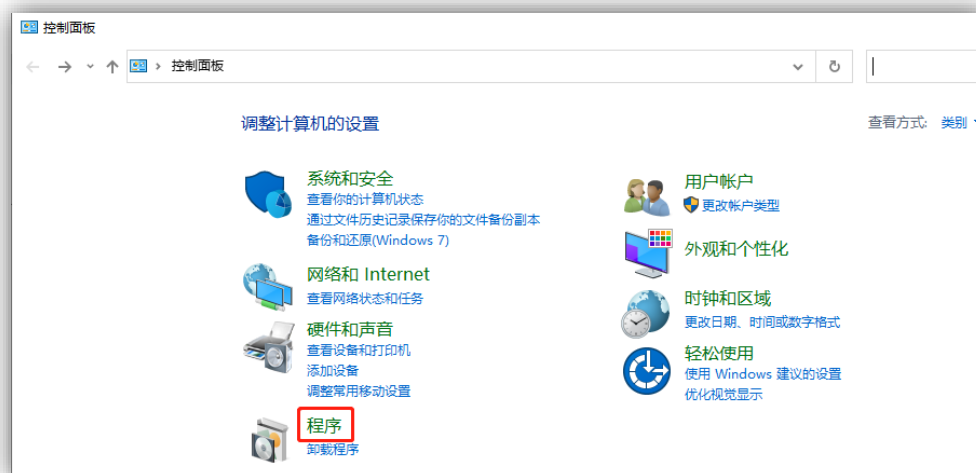 控制面板
控制面板
调整计算机的设置
查看方式: 类别
系统和安全
查看你的计算机状态
通过文件历史记录保存你的文件备份副本
备份和还原(Windows 7)
网络和 Internet
查看网络状态和任务
硬件和声音
查看设备和打印机
添加设备
调整常用移动设置
程序
卸载程序
用户帐户
更改帐户类型
外观和个性化
时钟和区域
更改日期、时间或数字格式
轻松使用
使用 Windows 建议的设置
优化视觉显示